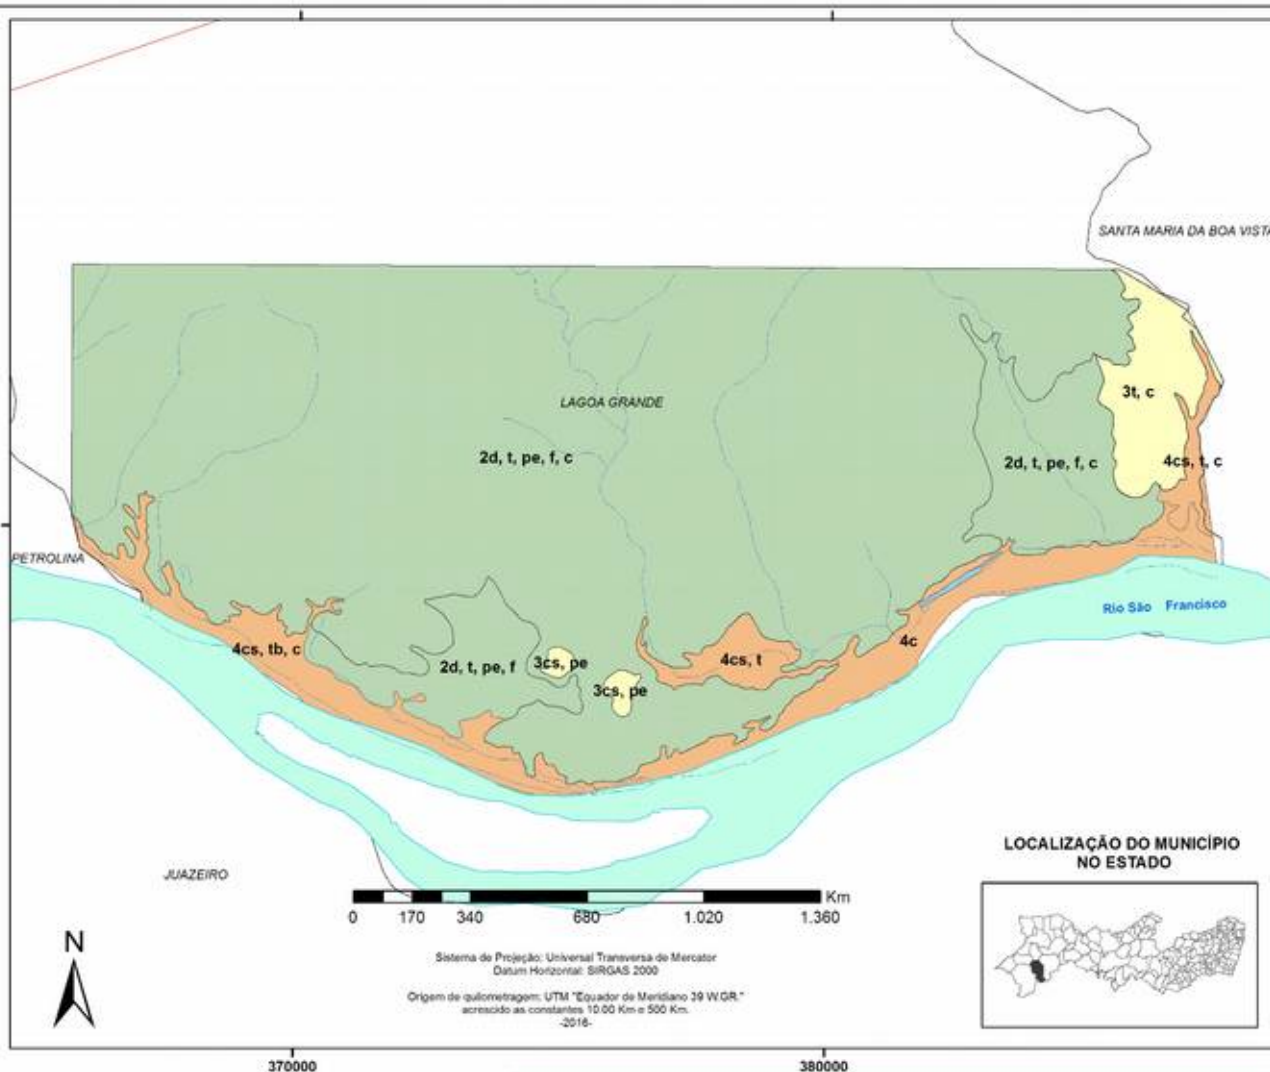 SANTA MARIA DA BOA VISTA
3t, c
LAGOA GRANDE
2d, t, pe, f, c
2d, t, pe, f, c
4cs, t, c
PETROLINA
Rio São Francisco
4cs, tb, c
2d, t, pe, f
3cs, pe
3cs, pe
4cs, t
4c
JUAZEIRO
LOCALIZAÇÃO DO MUNICÍPIO
NO ESTADO
Km
0 170 340 680 1.020 1.360
N
Sistema de Projeção: Universal Transversa de Mercator
Datum Horizontal: SIRGAS 2000
Origem de quilometragem: UTM "Equador de Meridiano 39 W.GR."
acrescido as constantes 10.00 Km e 500 Km.
-2016-
370000 380000